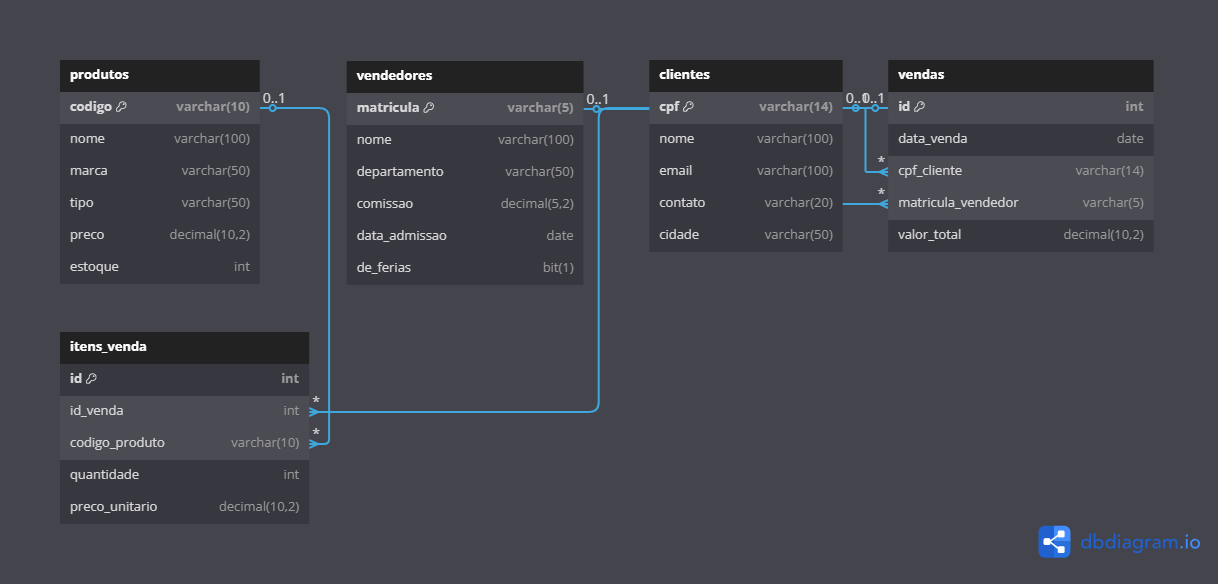 produtos
codigo varchar(10)
nome varchar(100)
marca varchar(50)
tipo varchar(50)
preco decimal(10,2)
estoque int
0..1
vendedores
matricula varchar(5)
nome varchar(100)
departamento varchar(50)
comissao decimal(5,2)
data_admissao date
de_ferias bit(1)
0..1
clientes
cpf varchar(14)
nome varchar(100)
email varchar(100)
contato varchar(20)
cidade varchar(50)
0..1
0..1
*
*
vendas
id int
data_venda date
cpf_cliente varchar(14)
matricula_vendedor varchar(5)
valor_total decimal(10,2)
itens_venda
id int
id_venda int
codigo_produto varchar(10)
quantidade int
preco_unitario decimal(10,2)
*
*
dbdiagram.io